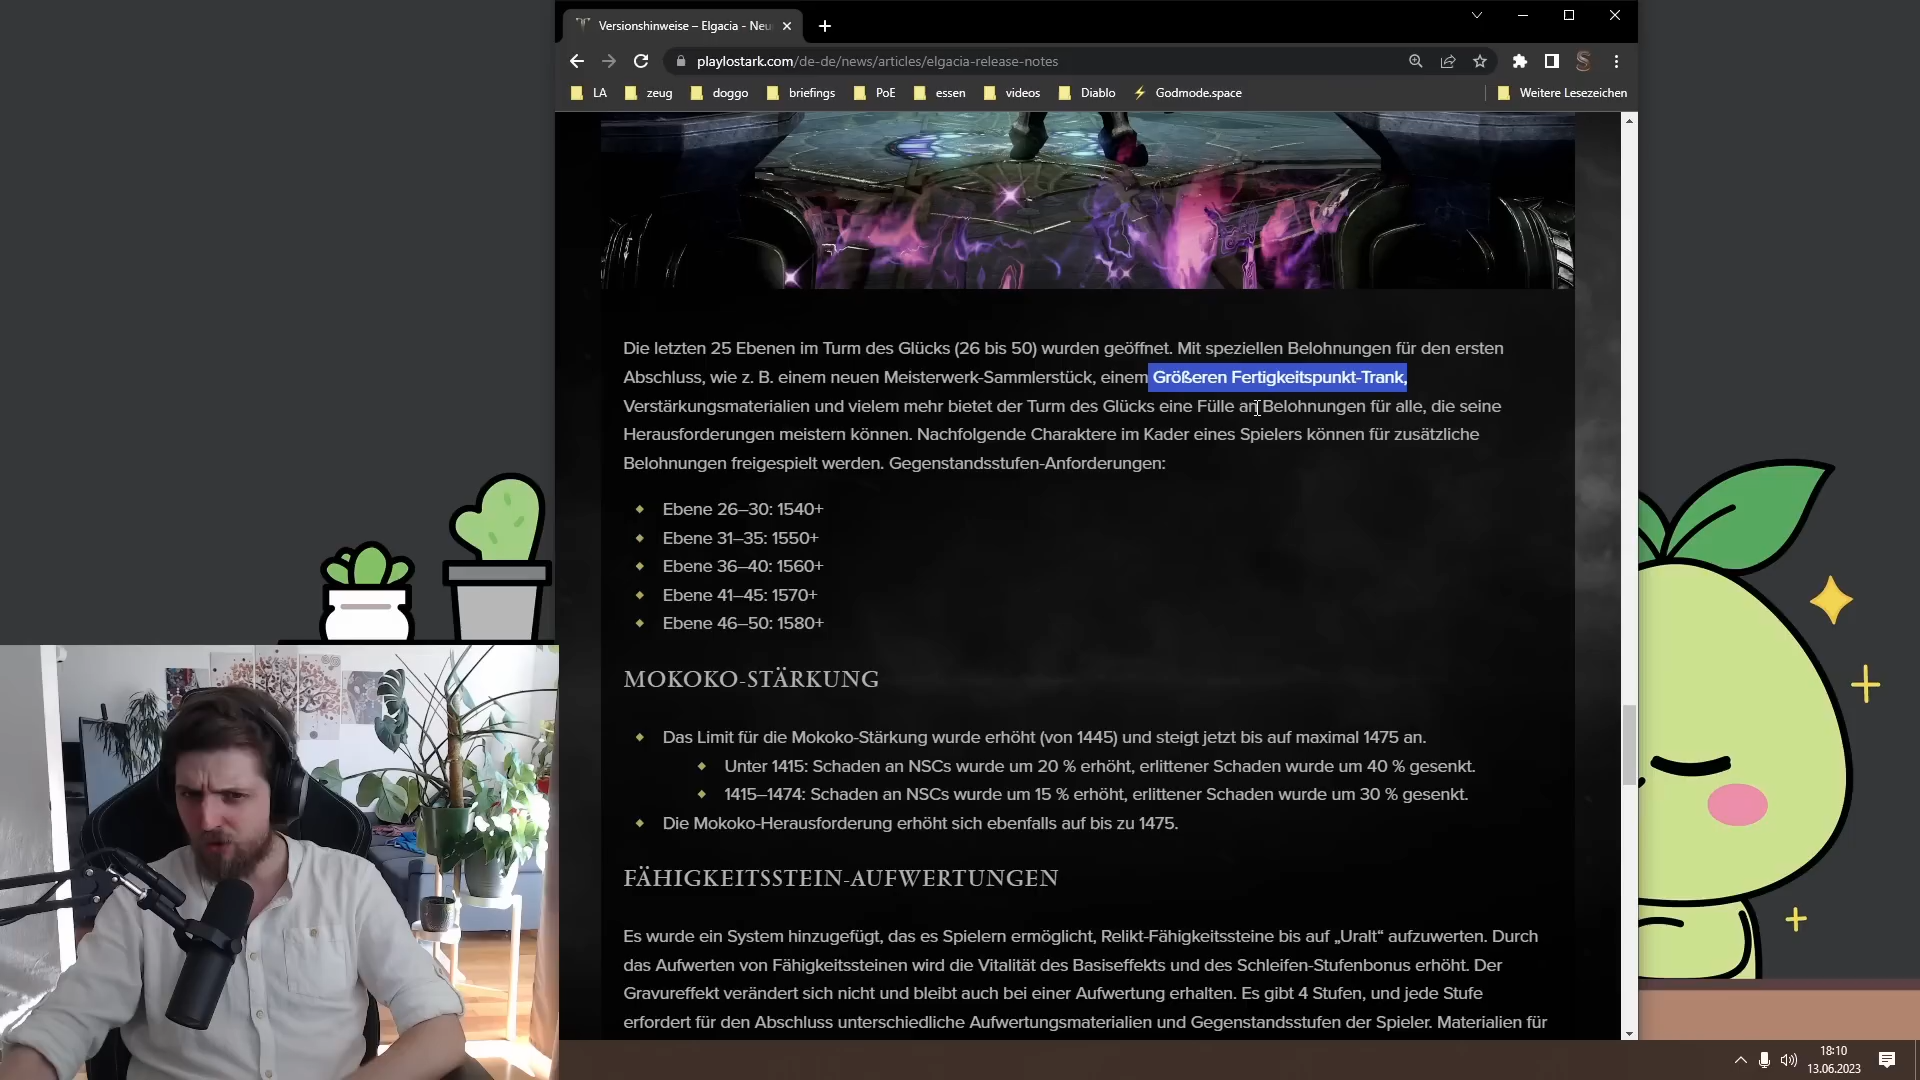 Versionshinweise – Elgacia - Neu
playlostark.com/de-de/news/articles/elgacia-release-notes
LA zeug doggo briefings PoE essen videos Diablo Godmode.space Weitere Lesezeichen
Die letzten 25 Ebenen im Turm des Glücks (26 bis 50) wurden geöffnet. Mit speziellen Belohnungen für den ersten
Abschluss, wie z. B. einem neuen Meisterwerk-Sammlerstück, einem Größeren Fertigkeitspunkt-Trank,
Verstärkungsmaterialien und vielem mehr bietet der Turm des Glücks eine Fülle an Belohnungen für alle, die seine
Herausforderungen meistern können. Nachfolgende Charaktere im Kader eines Spielers können für zusätzliche
Belohnungen freigespielt werden. Gegenstandsstufen-Anforderungen:
Ebene 26–30: 1540+
Ebene 31–35: 1550+
Ebene 36–40: 1560+
Ebene 41–45: 1570+
Ebene 46–50: 1580+
MOKOKO-STÄRKUNG
Das Limit für die Mokoko-Stärkung wurde erhöht (von 1445) und steigt jetzt bis auf maximal 1475 an.
Unter 1415: Schaden an NSCs wurde um 20 % erhöht, erlittener Schaden wurde um 40 % gesenkt.
1415–1474: Schaden an NSCs wurde um 15 % erhöht, erlittener Schaden wurde um 30 % gesenkt.
Die Mokoko-Herausforderung erhöht sich ebenfalls auf bis zu 1475.
FÄHIGKEITSSTEIN-AUFWERTUNGEN
Es wurde ein System hinzugefügt, das es Spielern ermöglicht, Relikt-Fähigkeitssteine bis auf „Uralt“ aufzuwerten. Durch
das Aufwerten von Fähigkeitssteinen wird die Vitalität des Basiseffekts und des Schleifen-Stufenbonus erhöht. Der
Gravureffekt verändert sich nicht und bleibt auch bei einer Aufwertung erhalten. Es gibt 4 Stufen, und jede Stufe
erfordert für den Abschluss unterschiedliche Aufwertungsmaterialien und Gegenstandsstufen der Spieler. Materialien für
18:10
13.06.2023